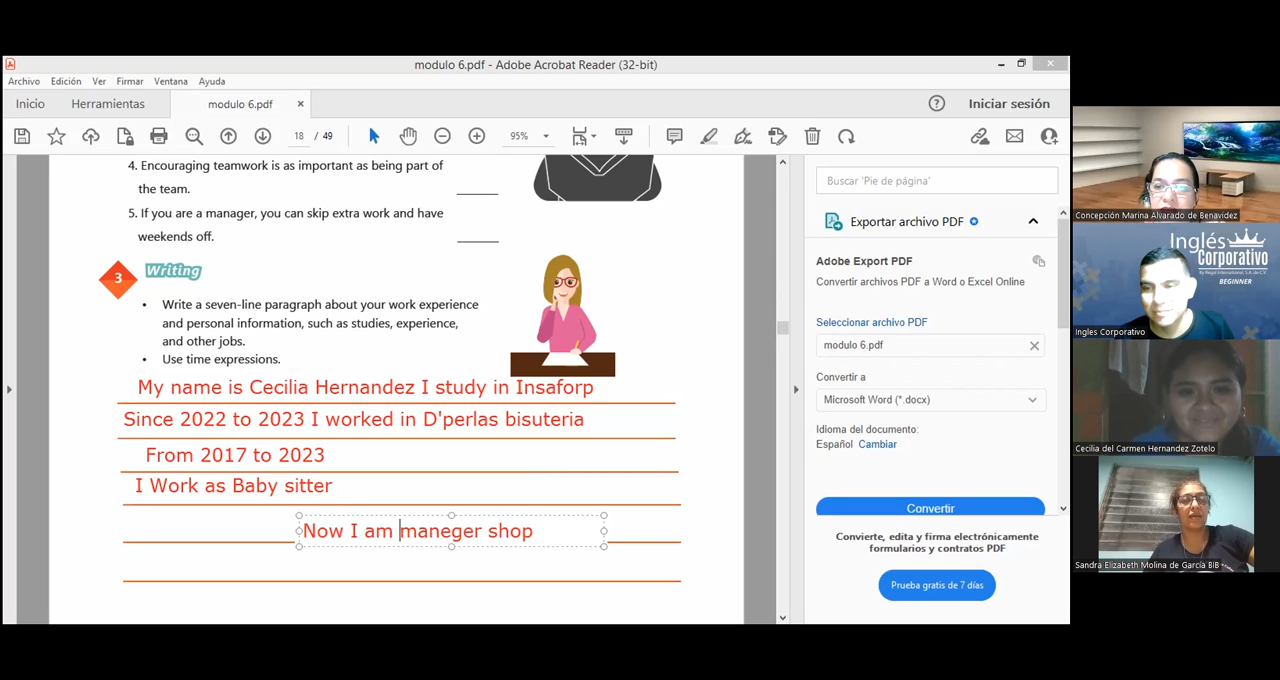 modulo 6.pdf - Adobe Acrobat Reader (32-bit)
Archivo Edición Ver Firmar Ventana Ayuda
Inicio Herramientas modulo 6.pdf × Iniciar sesión
18 / 49 95%
4. Encouraging teamwork is as important as being part of
the team. ______
5. If you are a manager, you can skip extra work and have
weekends off. ______
3 Writing
• Write a seven-line paragraph about your work experience
and personal information, such as studies, experience,
and other jobs.
• Use time expressions.
My name is Cecilia Hernandez I study in Insaforp
Since 2022 to 2023 I worked in D'perlas bisuteria
From 2017 to 2023
I Work as Baby sitter
Now I am maneger shop
Buscar 'Pie de página'
Exportar archivo PDF
Adobe Export PDF
Convertir archivos PDF a Word o Excel Online
Seleccionar archivo PDF
modulo 6.pdf
Convertir a
Microsoft Word (*.docx)
Idioma del documento:
Español Cambiar
Convertir
Convierte, edita y firma electrónicamente
formularios y contratos PDF
Prueba gratis de 7 días
Concepción Marina Alvarado de Benavidez
Inglés
Corporativo
By Regal International, S.A. de C.V.
BEGINNER
Ingles Corporativo
Cecilia del Carmen Hernandez Zotelo
Sandra Elizabeth Molina de García BIB